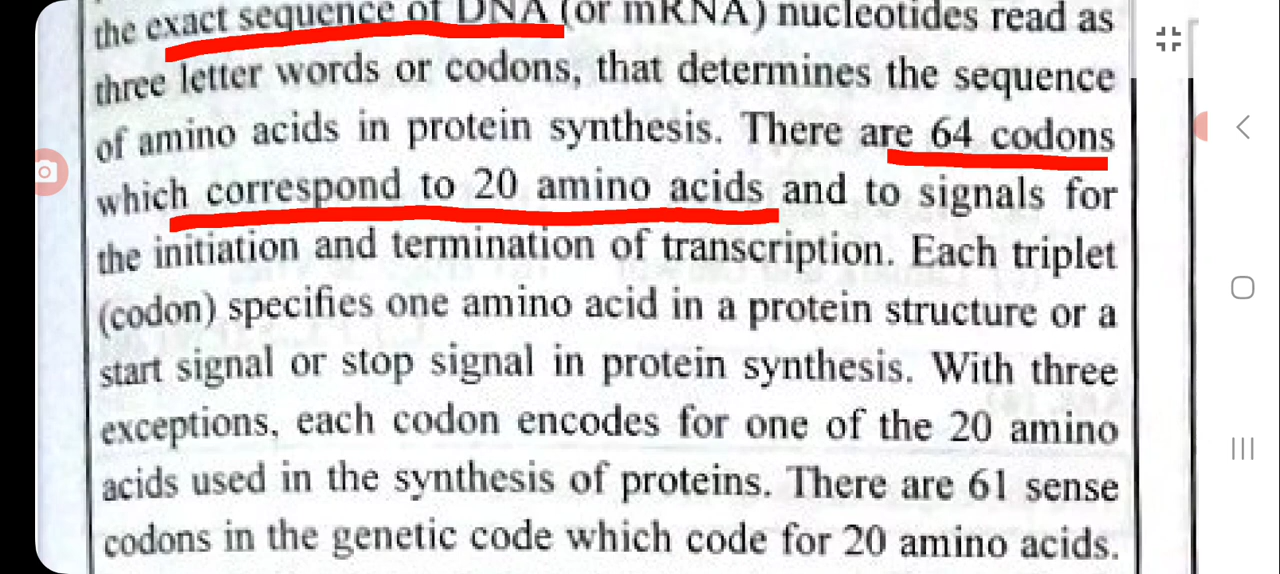 the exact sequence of DNA (or mRNA) nucleotides read as
three letter words or codons, that determines the sequence
of amino acids in protein synthesis. There are 64 codons
which correspond to 20 amino acids and to signals for
the initiation and termination of transcription. Each triplet
(codon) specifies one amino acid in a protein structure or a
start signal or stop signal in protein synthesis. With three
exceptions, each codon encodes for one of the 20 amino
acids used in the synthesis of proteins. There are 61 sense
codons in the genetic code which code for 20 amino acids.